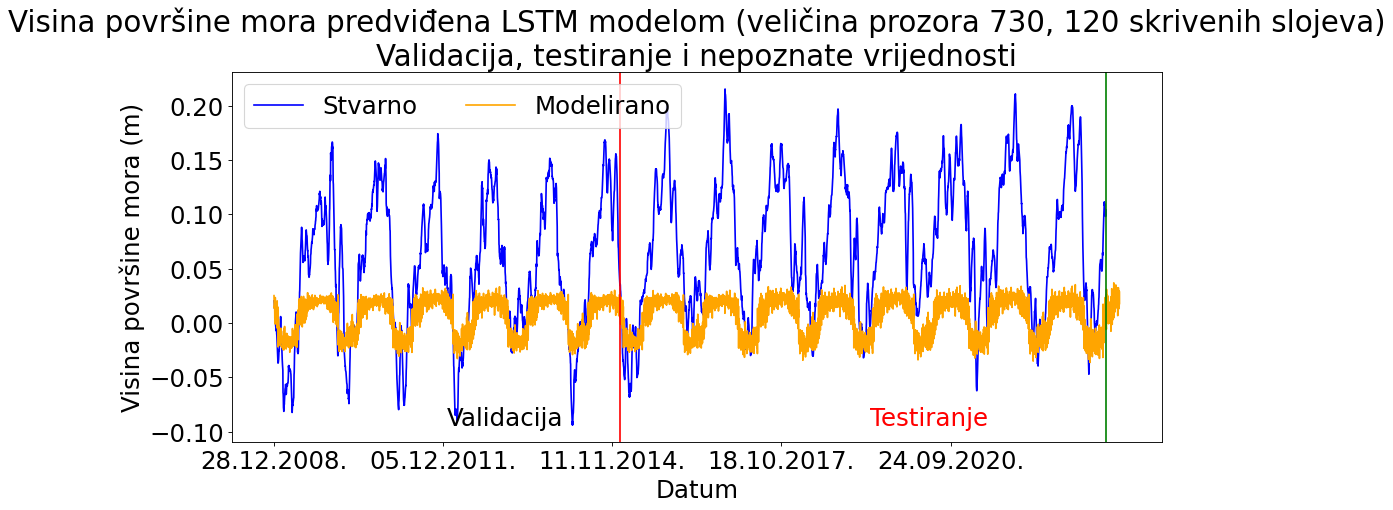 Visina površine mora predviđena LSTM modelom (veličina prozora 730, 120 skrivenih slojeva)
Validacija, testiranje i nepoznate vrijednosti
Stvarno
Modelirano
Visina površine mora (m)
0.20
0.15
0.10
0.05
0.00
−0.05
−0.10
Validacija
Testiranje
28.12.2008.
05.12.2011.
11.11.2014.
18.10.2017.
24.09.2020.
Datum